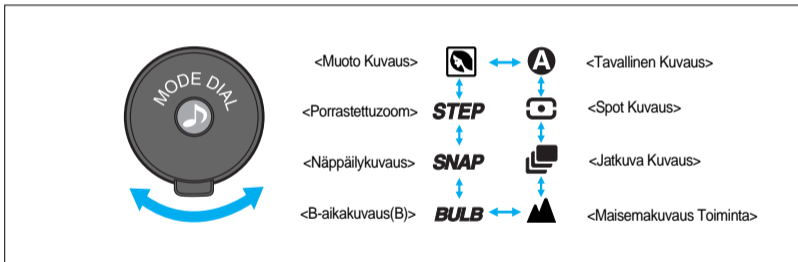 MODE DIAL
<Muoto Kuvaus>
A
<Tavallinen Kuvaus>
<Porrastettuzoom>
STEP
<Spot Kuvaus>
<Näppäilykuvaus>
SNAP
<Jatkuva Kuvaus>
<B-aikakuvaus(B)>
BULB
<Maisemakuvaus Toiminta>